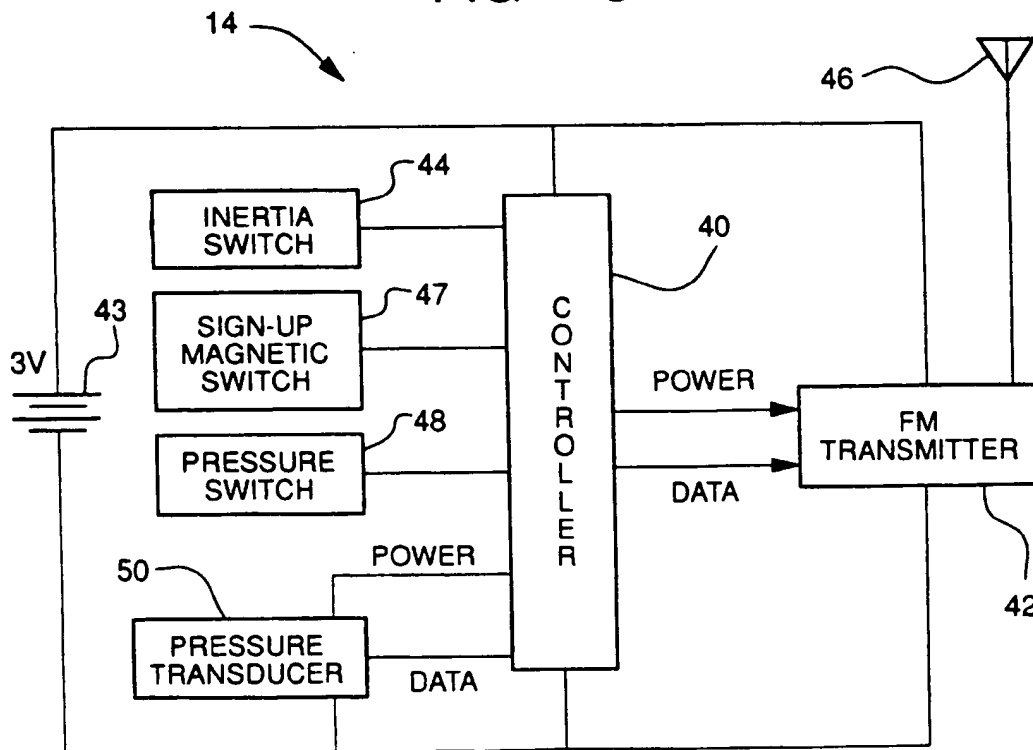 14
46
44
INERTIA
SWITCH
40
47
43
SIGN-UP
MAGNETIC
SWITCH
3V
CONTROLLER
POWER
48
FM
TRANSMITTER
PRESSURE
SWITCH
DATA
POWER
50
42
PRESSURE
TRANSDUCER
DATA